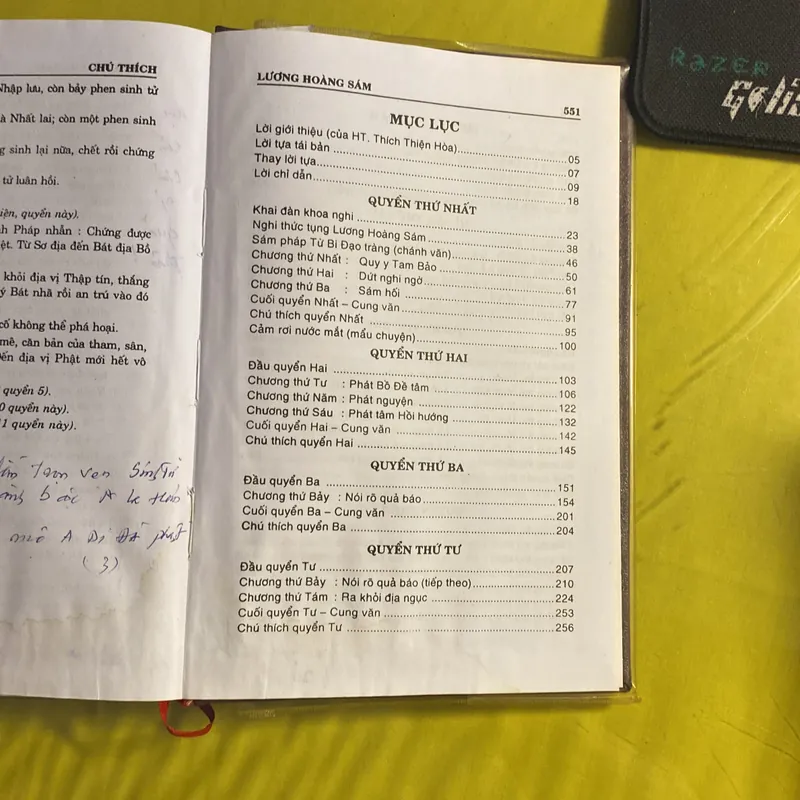 CHÚ THÍCH
Nhập lưu, còn bảy phen sinh tử
à Nhất lai; còn một phen sinh
g sinh lại nữa, chết rồi chứng
tử luân hồi.
iện, quyển này).
h Pháp nhẫn : Chứng được
ệt. Từ Sơ địa đến Bát địa Bồ
khỏi địa vị Thập tín, thắng
ý Bát nhã rồi an trú vào đó
cố không thể phá hoại.
mê, căn bản của tham, sân,
Đến địa vị Phật mới hết vô
quyển 5).
0 quyển này).
1 quyển này).
mô A Di Đà phật
(3)
LƯƠNG HOÀNG SÁM 551
MỤC LỤC
Lời giới thiệu (của HT. Thích Thiện Hòa) 05
Lời tựa tái bản 07
Thay lời tựa 09
Lời chỉ dẫn 18
QUYỂN THỨ NHẤT
Khai đàn khoa nghi 23
Nghi thức tụng Lương Hoàng Sám 38
Sám pháp Từ Bi Đạo tràng (chánh văn) 46
Chương thứ Nhất : Quy y Tam Bảo 50
Chương thứ Hai : Dứt nghi ngờ 61
Chương thứ Ba : Sám hối 77
Cuối quyển Nhất – Cung văn 91
Chú thích quyển Nhất 95
Cảm rơi nước mắt (mẩu chuyện) 100
QUYỂN THỨ HAI
Đầu quyển Hai 103
Chương thứ Tư : Phát Bồ Đề tâm 106
Chương thứ Năm : Phát nguyện 122
Chương thứ Sáu : Phát tâm Hồi hướng 132
Cuối quyển Hai – Cung văn 142
Chú thích quyển Hai 145
QUYỂN THỨ BA
Đầu quyển Ba 151
Chương thứ Bảy : Nói rõ quả báo 154
Cuối quyển Ba – Cung văn 201
Chú thích quyển Ba 204
QUYỂN THỨ TƯ
Đầu quyển Tư 207
Chương thứ Bảy : Nói rõ quả báo (tiếp theo) 210
Chương thứ Tám : Ra khỏi địa ngục 224
Cuối quyển Tư – Cung văn 253
Chú thích quyển Tư 256
RAZER